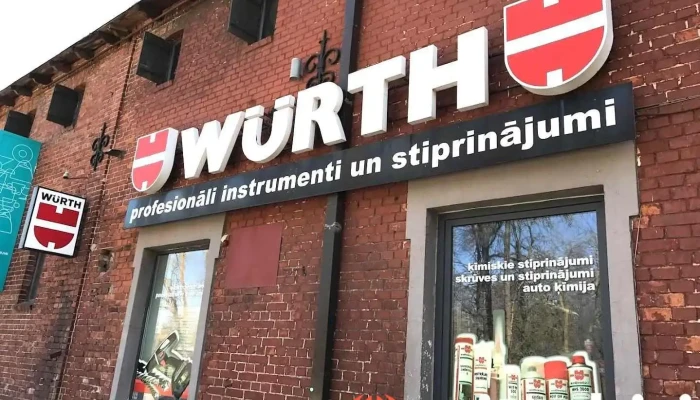 WÜRTH
profesionāli instrumenti un stiprinājumi
WÜRTH
ķīmiskie stiprinājumi
skrūves un stiprinājumi
auto ķīmija